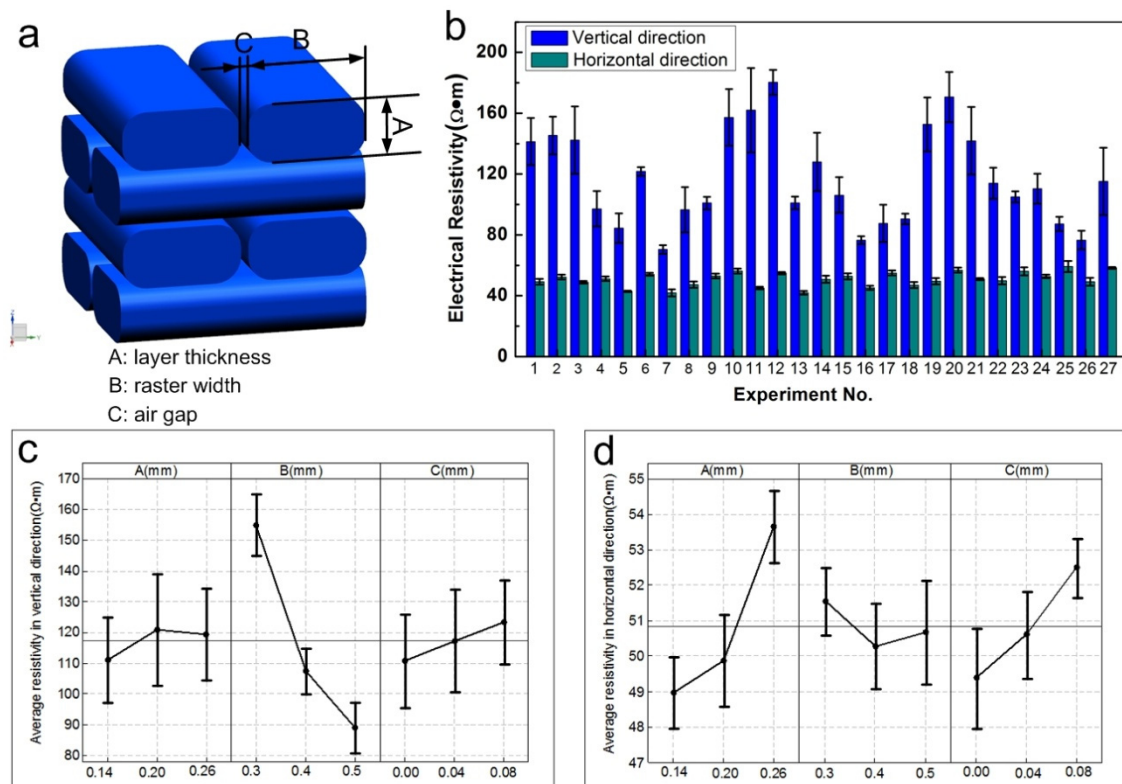 a
C
B
A
A: layer thickness
B: raster width
C: air gap
b
Electrical Resistivity(Ω•m)
200
160
120
80
40
0
Vertical direction
Horizontal direction
1 2 3 4 5 6 7 8 9 10 11 12 13 14 15 16 17 18 19 20 21 22 23 24 25 26 27
Experiment No.
c
A(mm) B(mm) C(mm)
Average resistivity in vertical direction(Ω•m)
170
160
150
140
130
120
110
100
90
80
0.14 0.20 0.26 0.3 0.4 0.5 0.00 0.04 0.08
d
A(mm) B(mm) C(mm)
Average resistivity in horizontal direction(Ω•m)
55
54
53
52
51
50
49
48
47
0.14 0.20 0.26 0.3 0.4 0.5 0.00 0.04 0.08